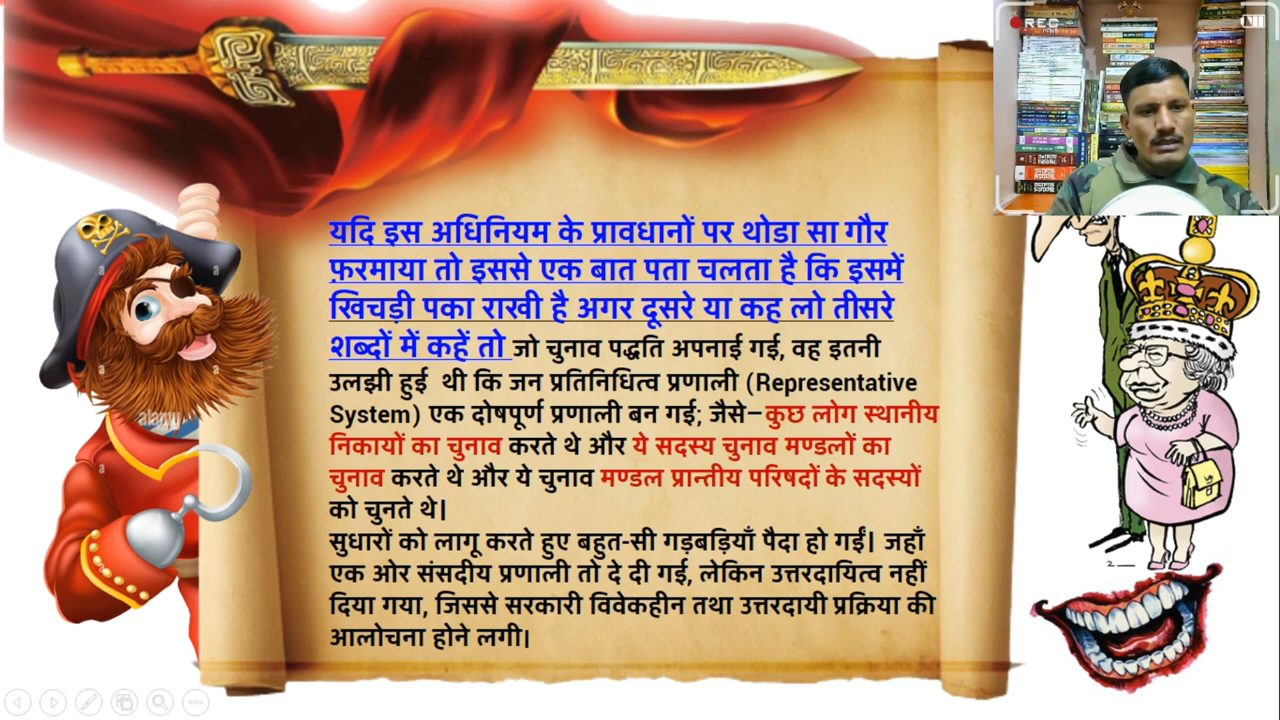 REC
यदि इस अधिनियम के प्रावधानों पर थोडा सा गौर
फ़रमाया तो इससे एक बात पता चलता है कि इसमें
खिचड़ी पका राखी है अगर दूसरे या कह लो तीसरे
शब्दों में कहें तो जो चुनाव पद्धति अपनाई गई, वह इतनी
उलझी हुई थी कि जन प्रतिनिधित्व प्रणाली (Representative
System) एक दोषपूर्ण प्रणाली बन गई; जैसे–कुछ लोग स्थानीय
निकायों का चुनाव करते थे और ये सदस्य चुनाव मण्डलों का
चुनाव करते थे और ये चुनाव मण्डल प्रान्तीय परिषदों के सदस्यों
को चुनते थे।
सुधारों को लागू करते हुए बहुत-सी गड़बड़ियाँ पैदा हो गईं। जहाँ
एक ओर संसदीय प्रणाली तो दे दी गई, लेकिन उत्तरदायित्व नहीं
दिया गया, जिससे सरकारी विवेकहीन तथा उत्तरदायी प्रक्रिया की
आलोचना होने लगी।
alamy